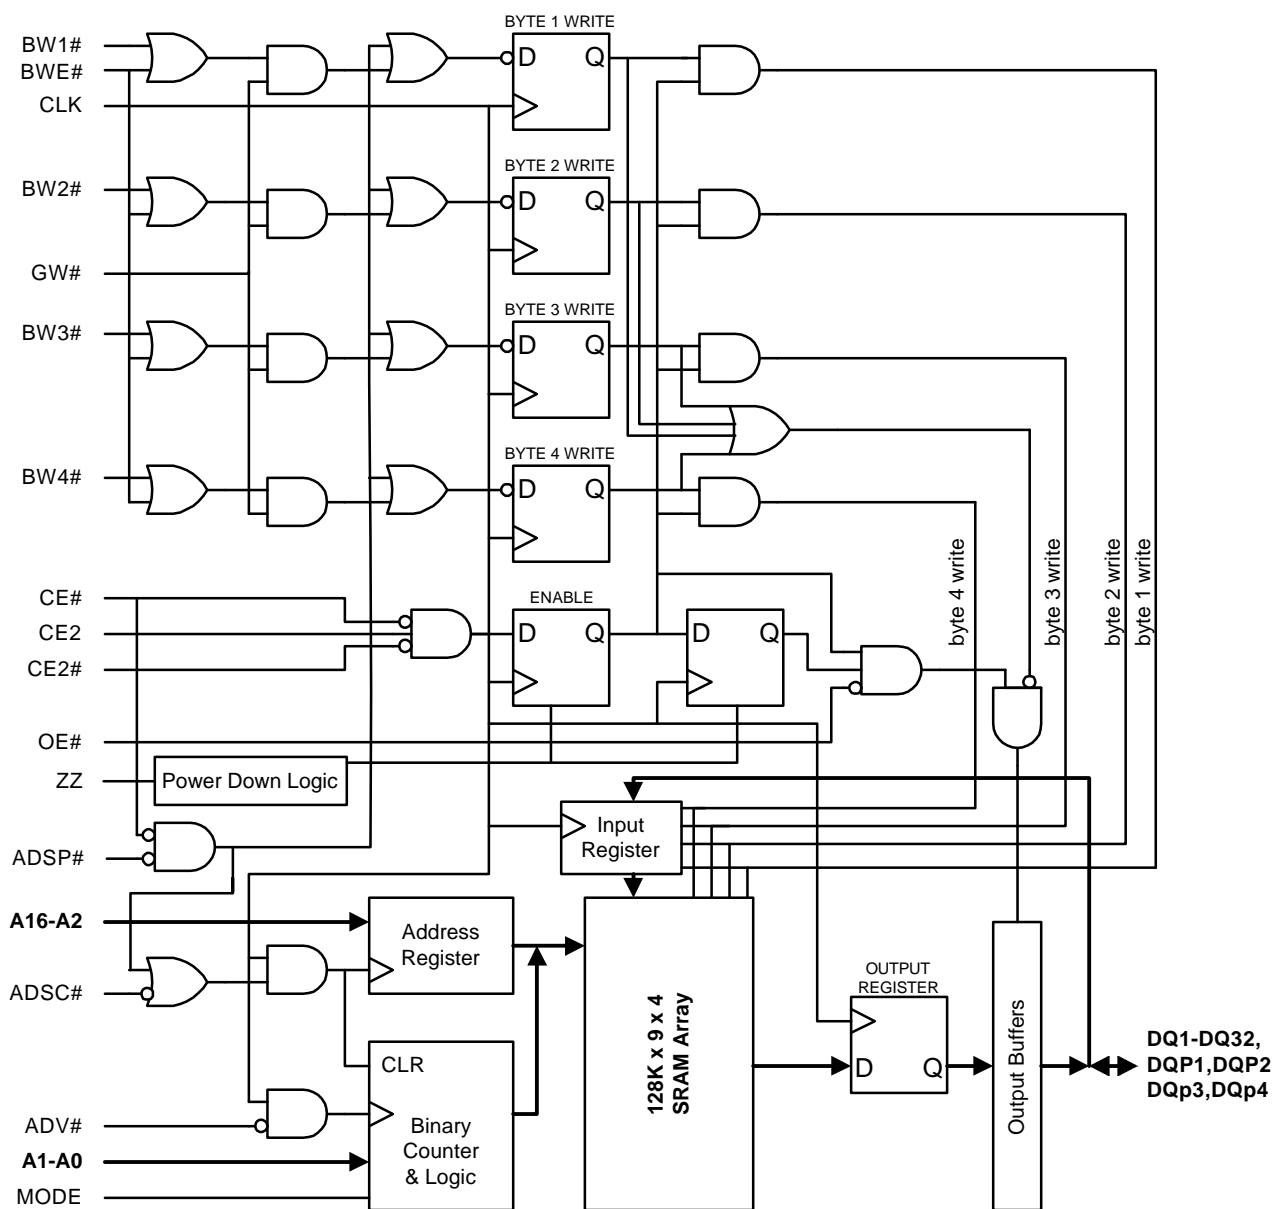 BYTE 1 WRITE
BW1#
BWE#
CLK
D Q
BYTE 2 WRITE
BW2#
D Q
GW#
BYTE 3 WRITE
BW3#
D Q
BYTE 4 WRITE
BW4#
D Q
byte 4 write
byte 3 write
byte 2 write
byte 1 write
CE#
CE2
CE2#
ENABLE
D Q
D Q
OE#
ZZ
Power Down Logic
Input
Register
ADSP#
A16-A2
Address
Register
ADSC#
OUTPUT
REGISTER
D Q
128K x 9 x 4
SRAM Array
Output Buffers
DQ1-DQ32,
DQP1,DQP2
DQp3,DQp4
CLR
Binary
Counter
& Logic
ADV#
A1-A0
MODE